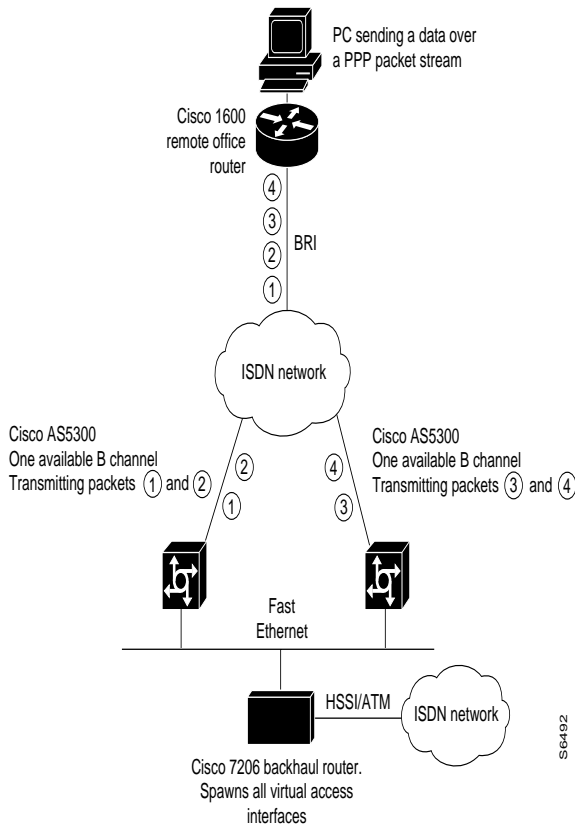 PC sending a data over
a PPP packet stream
Cisco 1600
remote office
router
4
3
2
1
BRI
ISDN network
Cisco AS5300
One available B channel
Transmitting packets 1 and 2
2
1
Cisco AS5300
One available B channel
Transmitting packets 3 and 4
4
3
Fast
Ethernet
HSSI/ATM
ISDN network
Cisco 7206 backhaul router.
Spawns all virtual access
interfaces
S6492